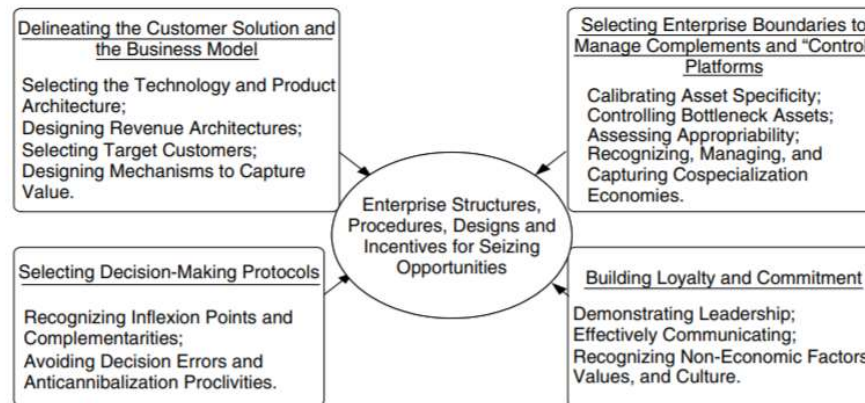 Delineating the Customer Solution and
the Business Model
Selecting the Technology and Product
Architecture;
Designing Revenue Architectures;
Selecting Target Customers;
Designing Mechanisms to Capture
Value.
Selecting Enterprise Boundaries to
Manage Complements and “Control”
Platforms
Calibrating Asset Specificity;
Controlling Bottleneck Assets;
Assessing Appropriability;
Recognizing, Managing, and
Capturing Cospecialization
Economies.
Enterprise Structures,
Procedures, Designs and
Incentives for Seizing
Opportunities
Selecting Decision-Making Protocols
Recognizing Inflexion Points and
Complementarities;
Avoiding Decision Errors and
Anticannibalization Proclivities.
Building Loyalty and Commitment
Demonstrating Leadership;
Effectively Communicating;
Recognizing Non-Economic Factors,
Values, and Culture.